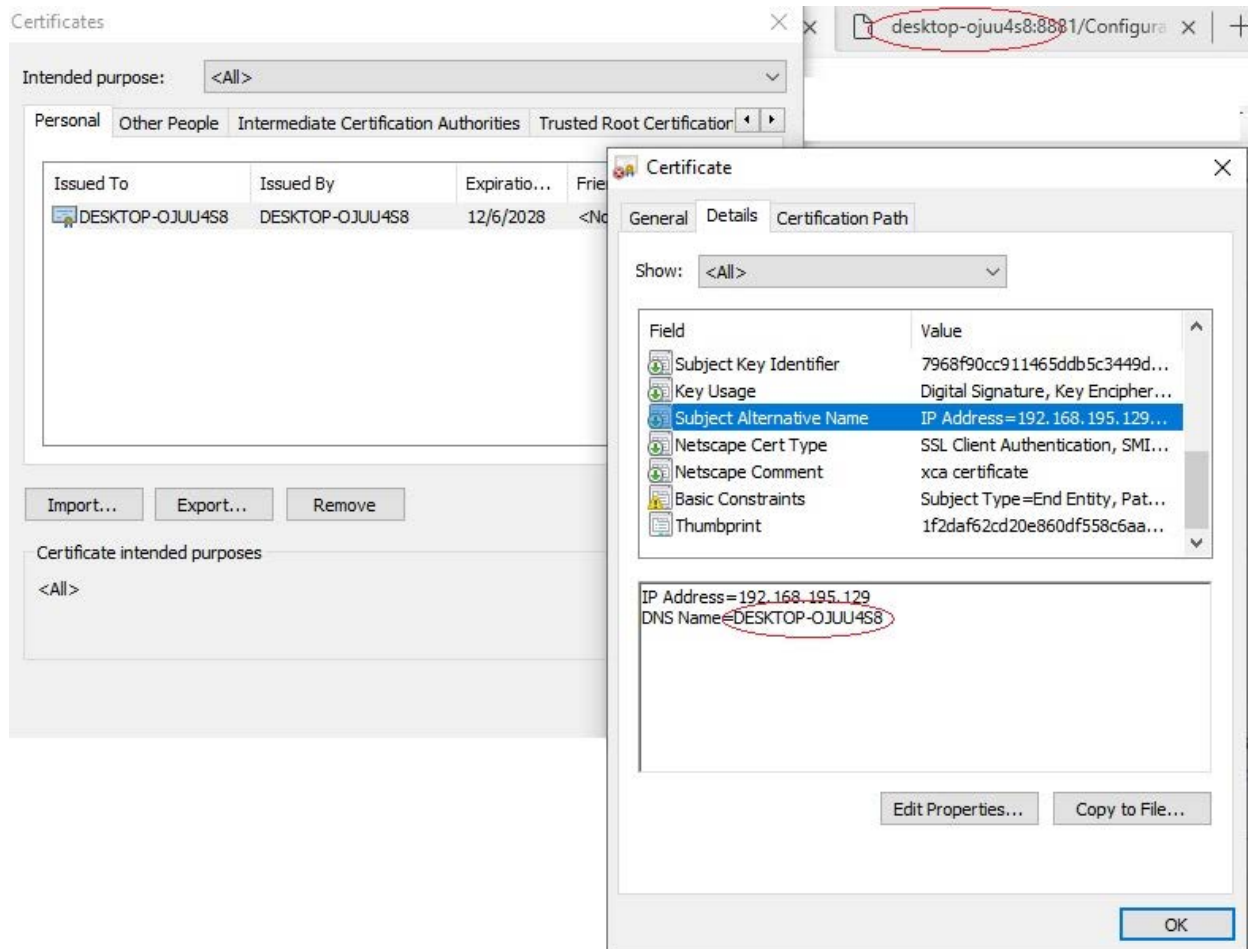 Certificates
desktop-ojuu4s8:8881/Configura
Intended purpose: <All>
Personal Other People Intermediate Certification Authorities Trusted Root Certification
Issued To Issued By Expiratio... Frie
DESKTOP-OJUU4S8 DESKTOP-OJUU4S8 12/6/2028 <No
Import... Export... Remove
Certificate intended purposes
<All>
Certificate
General Details Certification Path
Show: <All>
Field Value
Subject Key Identifier 7968f90cc911465ddb5c3449d...
Key Usage Digital Signature, Key Encipher...
Subject Alternative Name IP Address=192.168.195.129...
Netscape Cert Type SSL Client Authentication, SMI...
Netscape Comment xca certificate
Basic Constraints Subject Type=End Entity, Pat...
Thumbprint 1f2daf62cd20e860df558c6aa...
IP Address=192.168.195.129
DNS Name=DESKTOP-OJUU4S8
Edit Properties... Copy to File...
OK